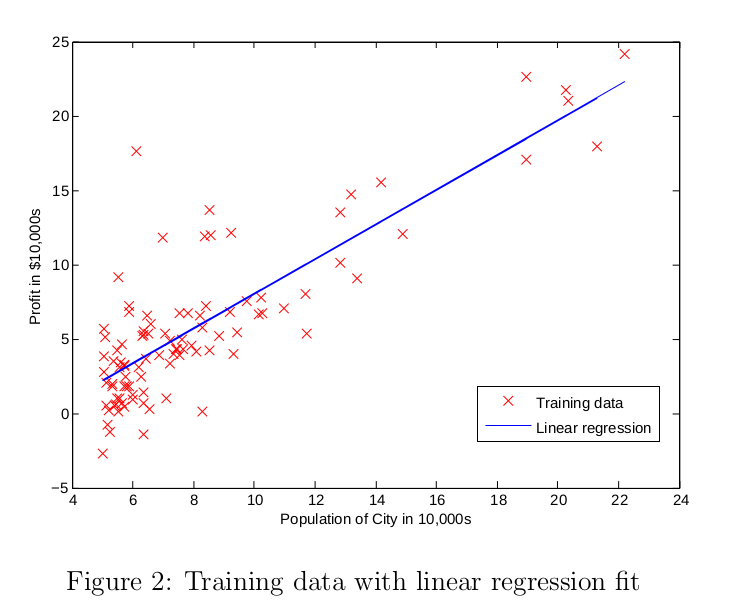 25
20
15
10
5
0
−5
Profit in $10,000s
4 6 8 10 12 14 16 18 20 22 24
Population of City in 10,000s
Training data
Linear regression
Figure 2: Training data with linear regression fit